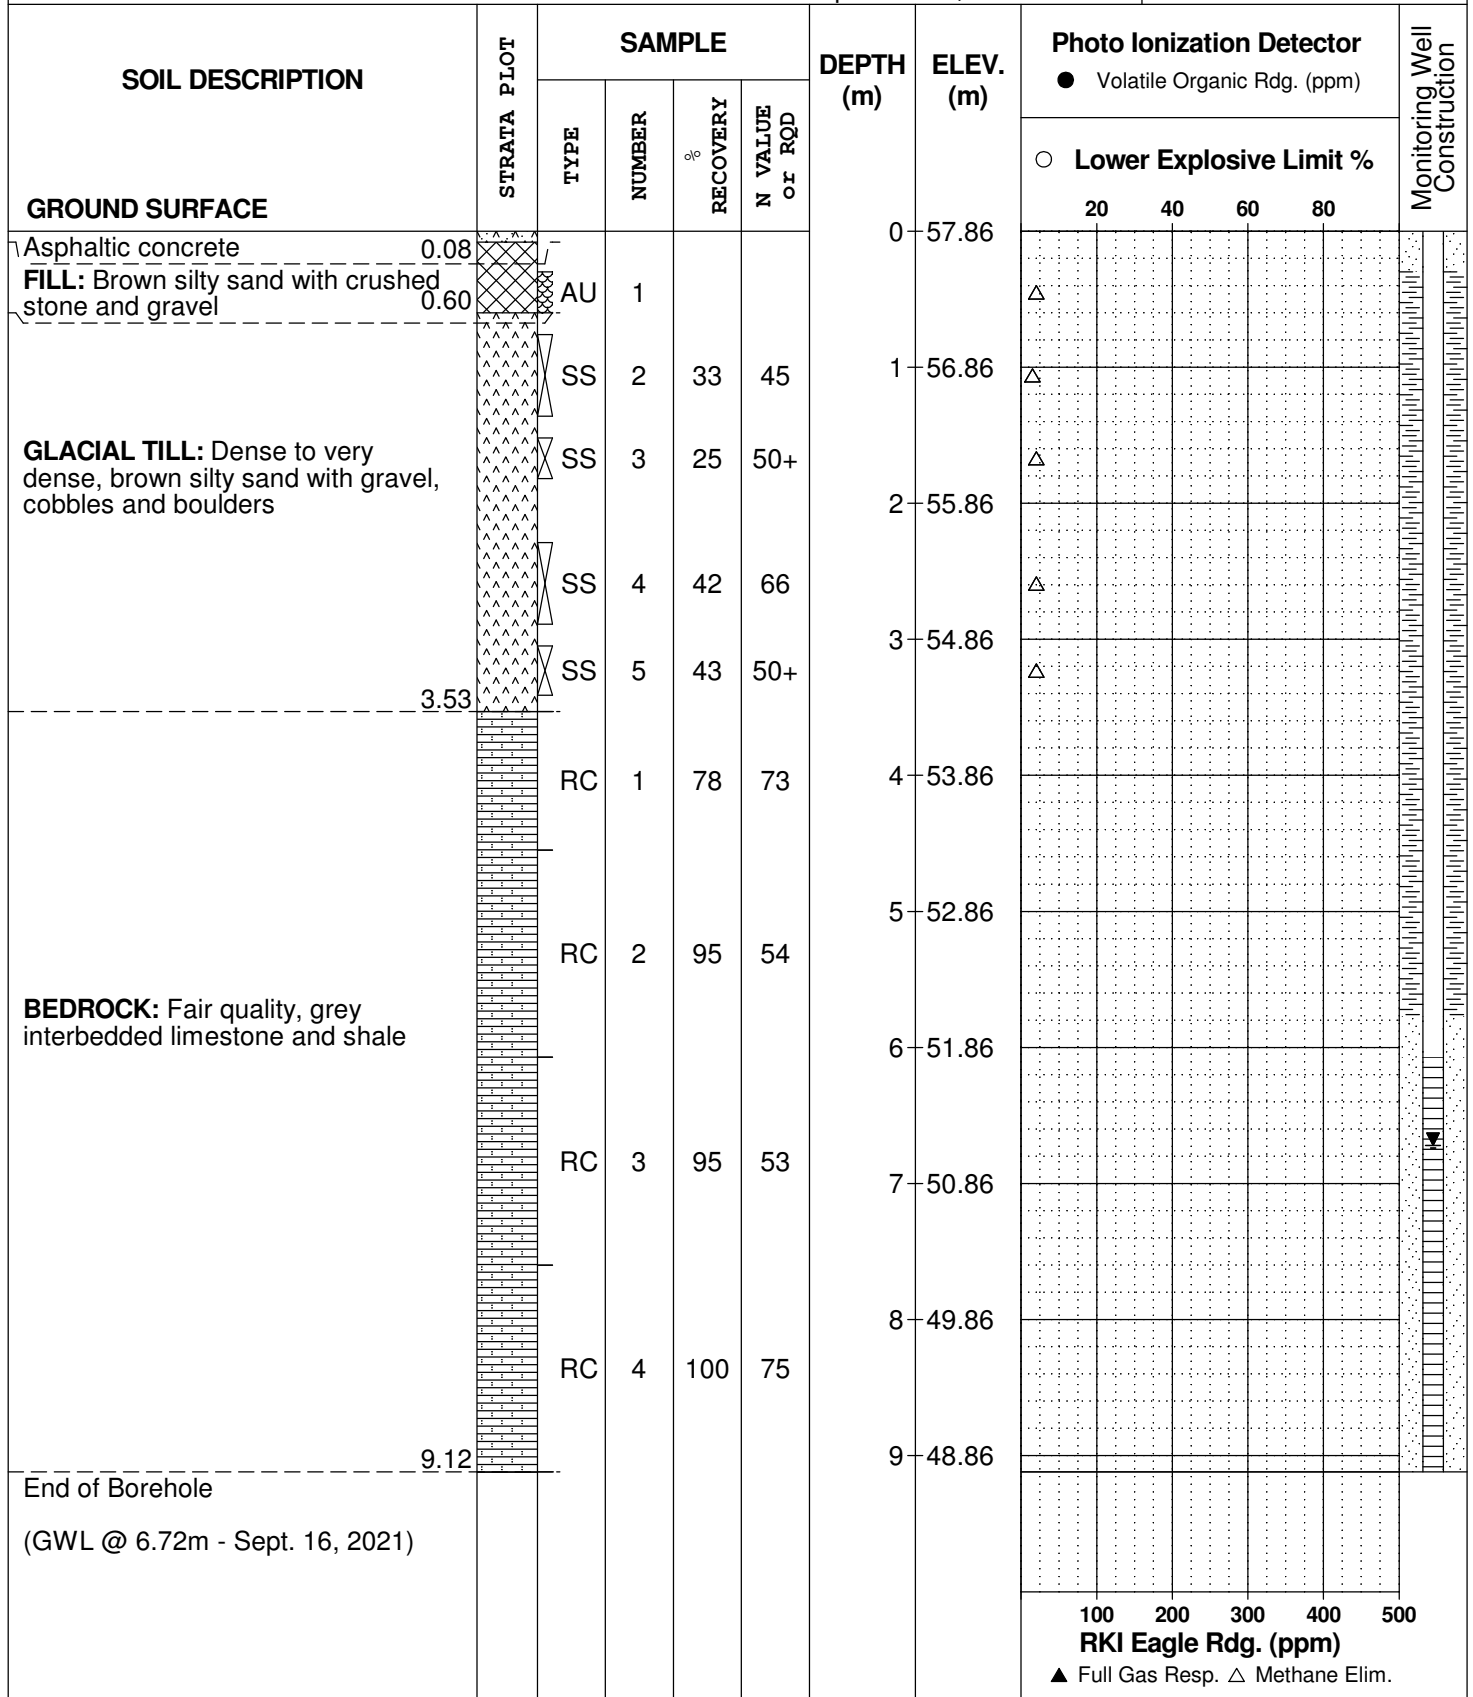 SOIL DESCRIPTION
GROUND SURFACE
STRATA PLOT
SAMPLE
TYPE
NUMBER
%
RECOVERY
N VALUE
or RQD
DEPTH
(m)
ELEV.
(m)
Photo Ionization Detector
● Volatile Organic Rdg. (ppm)
○ Lower Explosive Limit %
20 40 60 80
Monitoring Well
Construction
0 57.86
Asphaltic concrete 0.08
FILL: Brown silty sand with crushed
stone and gravel 0.60
AU 1
SS 2 33 45
1 56.86
GLACIAL TILL: Dense to very
dense, brown silty sand with gravel,
cobbles and boulders
SS 3 25 50+
2 55.86
SS 4 42 66
3 54.86
SS 5 43 50+
3.53
RC 1 78 73
4 53.86
5 52.86
RC 2 95 54
BEDROCK: Fair quality, grey
interbedded limestone and shale
6 51.86
RC 3 95 53
7 50.86
8 49.86
RC 4 100 75
9 48.86
9.12
End of Borehole
(GWL @ 6.72m - Sept. 16, 2021)
100 200 300 400 500
RKI Eagle Rdg. (ppm)
▲ Full Gas Resp. △ Methane Elim.